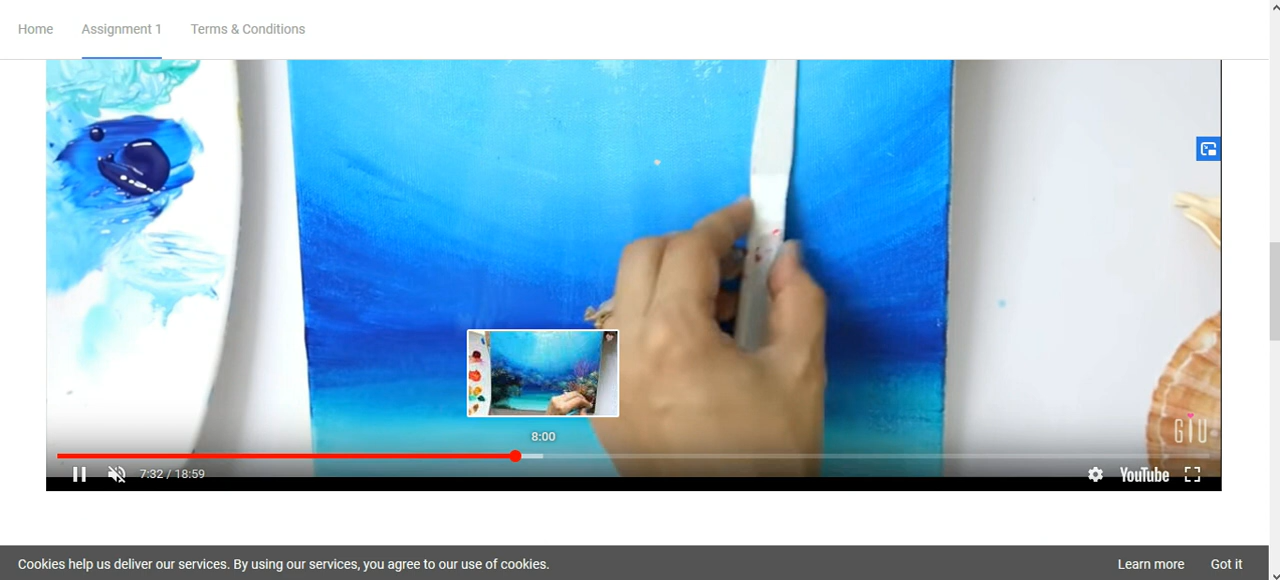 Home
Assignment 1
Terms & Conditions
GiU
8:00
7:32 / 18:59
YouTube
Cookies help us deliver our services. By using our services, you agree to our use of cookies.
Learn more
Got it